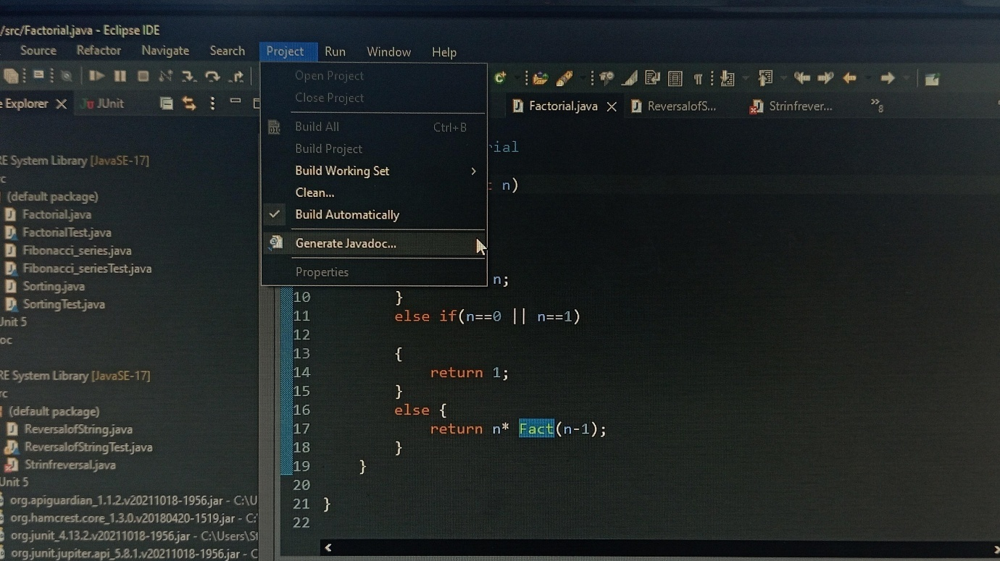 /src/Factorial.java - Eclipse IDE
Source Refactor Navigate Search Project Run Window Help
Explorer JUnit
Factorial.java ReversalofS... Strinfrever... 8
Open Project
Close Project
Build All Ctrl+B
Build Project
Build Working Set
Clean...
Build Automatically
Generate Javadoc...
Properties
RE System Library [JavaSE-17]
rc
(default package)
Factorial.java
FactorialTest.java
Fibonacci_series.java
Fibonacci_seriesTest.java
Sorting.java
SortingTest.java
Unit 5
oc
RE System Library [JavaSE-17]
rc
(default package)
ReversalofString.java
ReversalofStringTest.java
Strinfreversal.java
Unit 5
org.apiguardian_1.1.2.v20211018-1956.jar - C:\U
org.hamcrest.core_1.3.0.v20180420-1519.jar - C:
org.junit_4.13.2.v20211018-1956.jar - C:\Users\St
org.junit.jupiter.api_5.8.1.v20211018-1956.jar - C
rial
n)
n;
10 }
11 else if(n==0 || n==1)
12
13 {
14 return 1;
15 }
16 else {
17 return n* Fact(n-1);
18 }
19 }
20
21 }
22